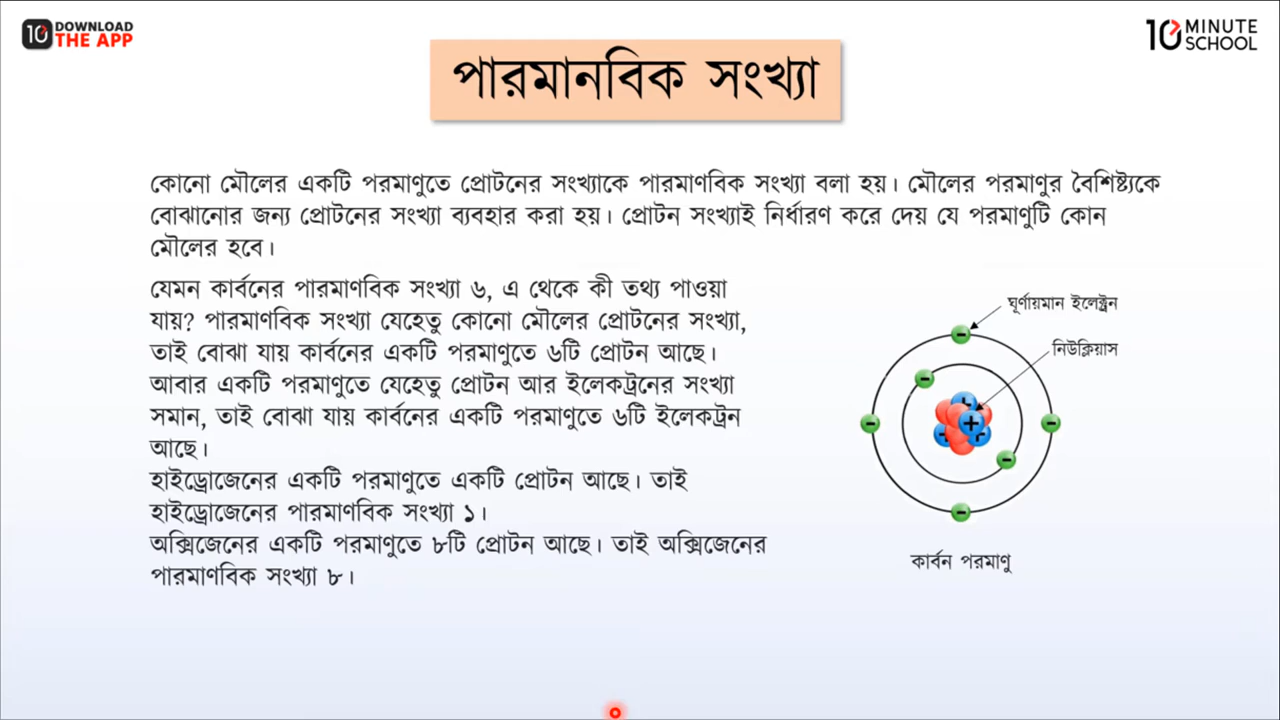 10 DOWNLOAD THE APP
10 MINUTE SCHOOL
পারমানবিক সংখ্যা
কোনো মৌলের একটি পরমাণুতে প্রোটনের সংখ্যাকে পারমাণবিক সংখ্যা বলা হয়। মৌলের পরমাণুর বৈশিষ্ট্যকে
বোঝানোর জন্য প্রোটনের সংখ্যা ব্যবহার করা হয়। প্রোটন সংখ্যাই নির্ধারণ করে দেয় যে পরমাণুটি কোন
মৌলের হবে।
যেমন কার্বনের পারমাণবিক সংখ্যা ৬, এ থেকে কী তথ্য পাওয়া
যায়? পারমাণবিক সংখ্যা যেহেতু কোনো মৌলের প্রোটনের সংখ্যা,
তাই বোঝা যায় কার্বনের একটি পরমাণুতে ৬টি প্রোটন আছে।
আবার একটি পরমাণুতে যেহেতু প্রোটন আর ইলেকট্রনের সংখ্যা
সমান, তাই বোঝা যায় কার্বনের একটি পরমাণুতে ৬টি ইলেকট্রন
আছে।
হাইড্রোজেনের একটি পরমাণুতে একটি প্রোটন আছে। তাই
হাইড্রোজেনের পারমাণবিক সংখ্যা ১।
অক্সিজেনের একটি পরমাণুতে ৮টি প্রোটন আছে। তাই অক্সিজেনের
পারমাণবিক সংখ্যা ৮।
ঘূর্ণায়মান ইলেক্ট্রন
নিউক্লিয়াস
কার্বন পরমাণু